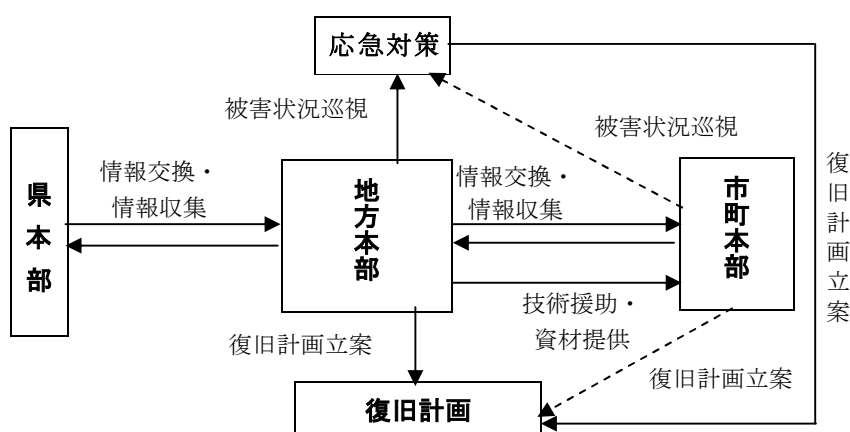 応急対策
被害状況巡視
被害状況巡視
情報交換・
情報収集
県本部
地方本部
情報交換・
情報収集
市町本部
復旧計画立案
技術援助・
資材提供
復旧計画立案
復旧計画立案
復旧計画